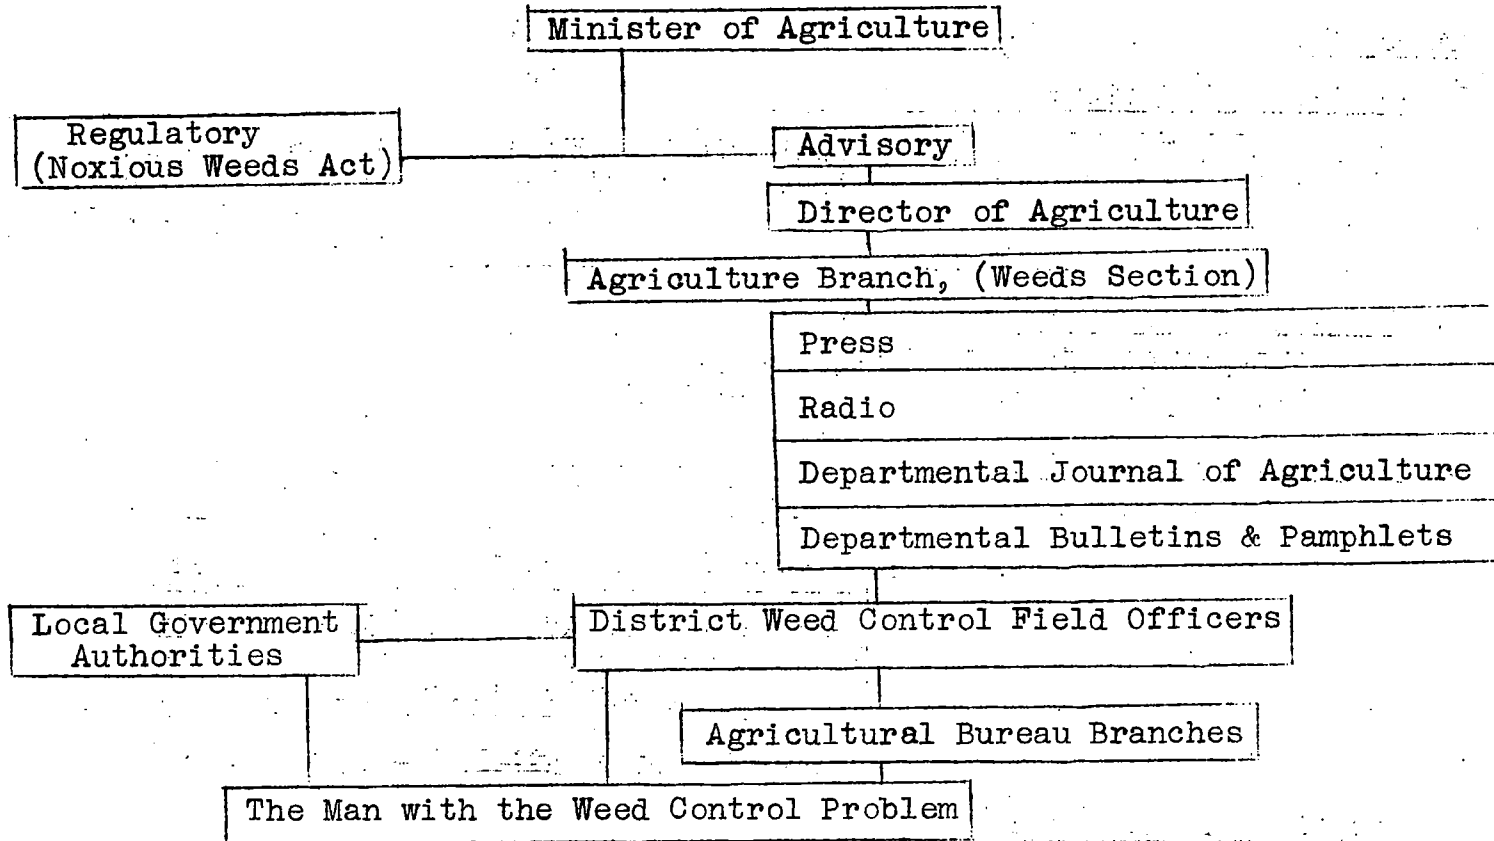 Minister of Agriculture
Regulatory
(Noxious Weeds Act)
Advisory
Director of Agriculture
Agriculture Branch, (Weeds Section)
Press
Radio
Departmental Journal of Agriculture
Departmental Bulletins & Pamphlets
Local Government
Authorities
District Weed Control Field Officers
Agricultural Bureau Branches
The Man with the Weed Control Problem